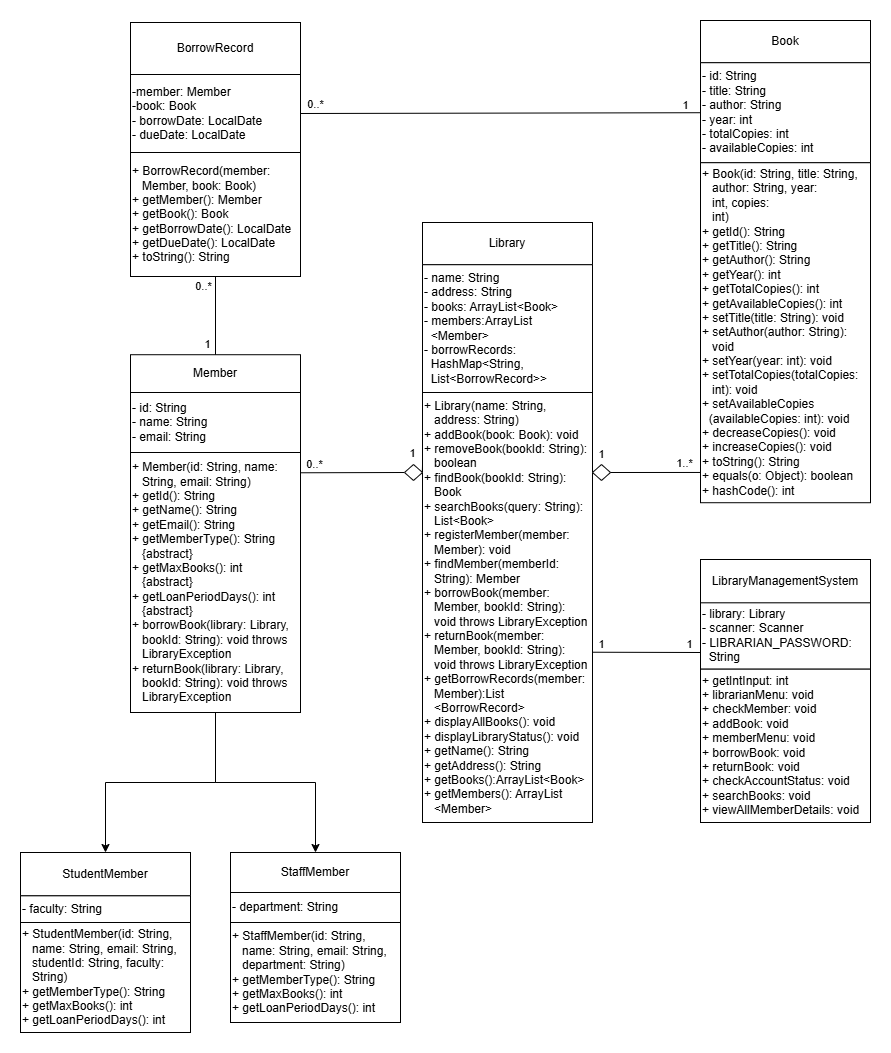 BorrowRecord
-member: Member
-book: Book
- borrowDate: LocalDate
- dueDate: LocalDate
+ BorrowRecord(member:
Member, book: Book)
+ getMember(): Member
+ getBook(): Book
+ getBorrowDate(): LocalDate
+ getDueDate(): LocalDate
+ toString(): String
0..*
1
Book
- id: String
- title: String
- author: String
- year: int
- totalCopies: int
- availableCopies: int
+ Book(id: String, title: String,
author: String, year:
int, copies:
int)
+ getId(): String
+ getTitle(): String
+ getAuthor(): String
+ getYear(): int
+ getTotalCopies(): int
+ getAvailableCopies(): int
+ setTitle(title: String): void
+ setAuthor(author: String):
void
+ setYear(year: int): void
+ setTotalCopies(totalCopies:
int): void
+ setAvailableCopies
(availableCopies: int): void
+ decreaseCopies(): void
+ increaseCopies(): void
+ toString(): String
+ equals(o: Object): boolean
+ hashCode(): int
0..*
1
Member
- id: String
- name: String
- email: String
+ Member(id: String, name:
String, email: String)
+ getId(): String
+ getName(): String
+ getEmail(): String
+ getMemberType(): String
{abstract}
+ getMaxBooks(): int
{abstract}
+ getLoanPeriodDays(): int
{abstract}
+ borrowBook(library: Library,
bookId: String): void throws
LibraryException
+ returnBook(library: Library,
bookId: String): void throws
LibraryException
0..*
1
Library
- name: String
- address: String
- books: ArrayList<Book>
- members:ArrayList
<Member>
- borrowRecords:
HashMap<String,
List<BorrowRecord>>
+ Library(name: String,
address: String)
+ addBook(book: Book): void
+ removeBook(bookId: String):
boolean
+ findBook(bookId: String):
Book
+ searchBooks(query: String):
List<Book>
+ registerMember(member:
Member): void
+ findMember(memberId:
String): Member
+ borrowBook(member:
Member, bookId: String):
void throws LibraryException
+ returnBook(member:
Member, bookId: String):
void throws LibraryException
+ getBorrowRecords(member:
Member):List
<BorrowRecord>
+ displayAllBooks(): void
+ displayLibraryStatus(): void
+ getName(): String
+ getAddress(): String
+ getBooks():ArrayList<Book>
+ getMembers(): ArrayList
<Member>
1
1..*
1
1
LibraryManagementSystem
- library: Library
- scanner: Scanner
- LIBRARIAN_PASSWORD:
String
+ getIntInput: int
+ librarianMenu: void
+ checkMember: void
+ addBook: void
+ memberMenu: void
+ borrowBook: void
+ returnBook: void
+ checkAccountStatus: void
+ searchBooks: void
+ viewAllMemberDetails: void
StudentMember
- faculty: String
+ StudentMember(id: String,
name: String, email: String,
studentId: String, faculty:
String)
+ getMemberType(): String
+ getMaxBooks(): int
+ getLoanPeriodDays(): int
StaffMember
- department: String
+ StaffMember(id: String,
name: String, email: String,
department: String)
+ getMemberType(): String
+ getMaxBooks(): int
+ getLoanPeriodDays(): int